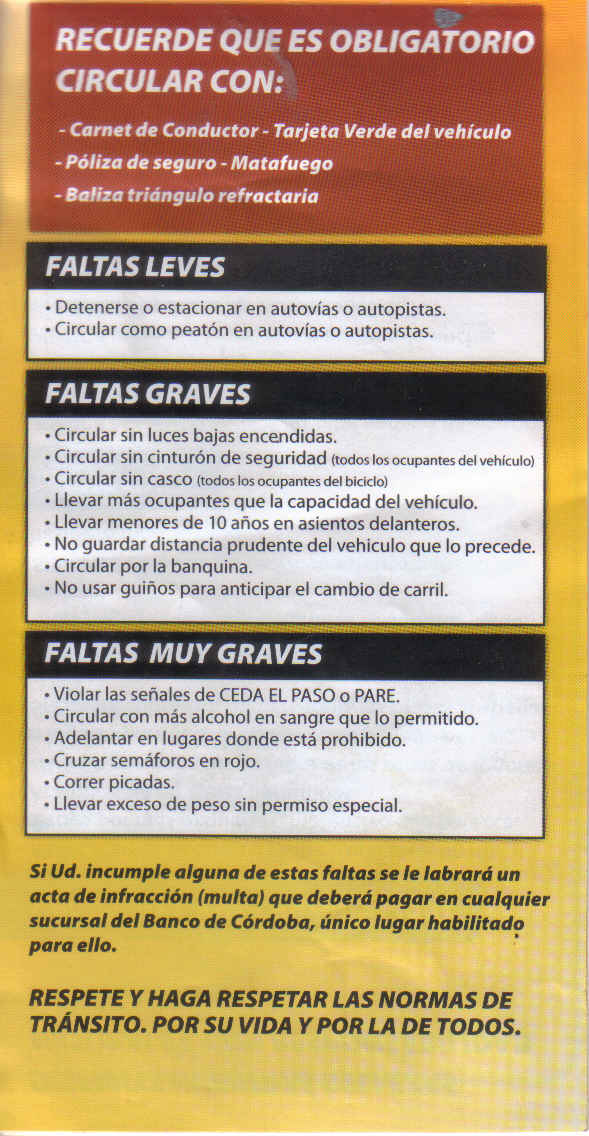 RECUERDE QUE ES OBLIGATORIO
CIRCULAR CON:
- Carnet de Conductor - Tarjeta Verde del vehículo
- Póliza de seguro - Matafuego
- Baliza triángulo refractaria
FALTAS LEVES
• Detenerse o estacionar en autovías o autopistas.
• Circular como peatón en autovías o autopistas.
FALTAS GRAVES
• Circular sin luces bajas encendidas.
• Circular sin cinturón de seguridad (todos los ocupantes del vehículo)
• Circular sin casco (todos los ocupantes del biciclo)
• Llevar más ocupantes que la capacidad del vehículo.
• Llevar menores de 10 años en asientos delanteros.
• No guardar distancia prudente del vehiculo que lo precede.
• Circular por la banquina.
• No usar guiños para anticipar el cambio de carril.
FALTAS MUY GRAVES
• Violar las señales de CEDA EL PASO o PARE.
• Circular con más alcohol en sangre que lo permitido.
• Adelantar en lugares donde está prohibido.
• Cruzar semáforos en rojo.
• Correr picadas.
• Llevar exceso de peso sin permiso especial.
Si Ud. incumple alguna de estas faltas se le labrará un
acta de infracción (multa) que deberá pagar en cualquier
sucursal del Banco de Córdoba, único lugar habilitado
para ello.
RESPETE Y HAGA RESPETAR LAS NORMAS DE
TRÁNSITO. POR SU VIDA Y POR LA DE TODOS.